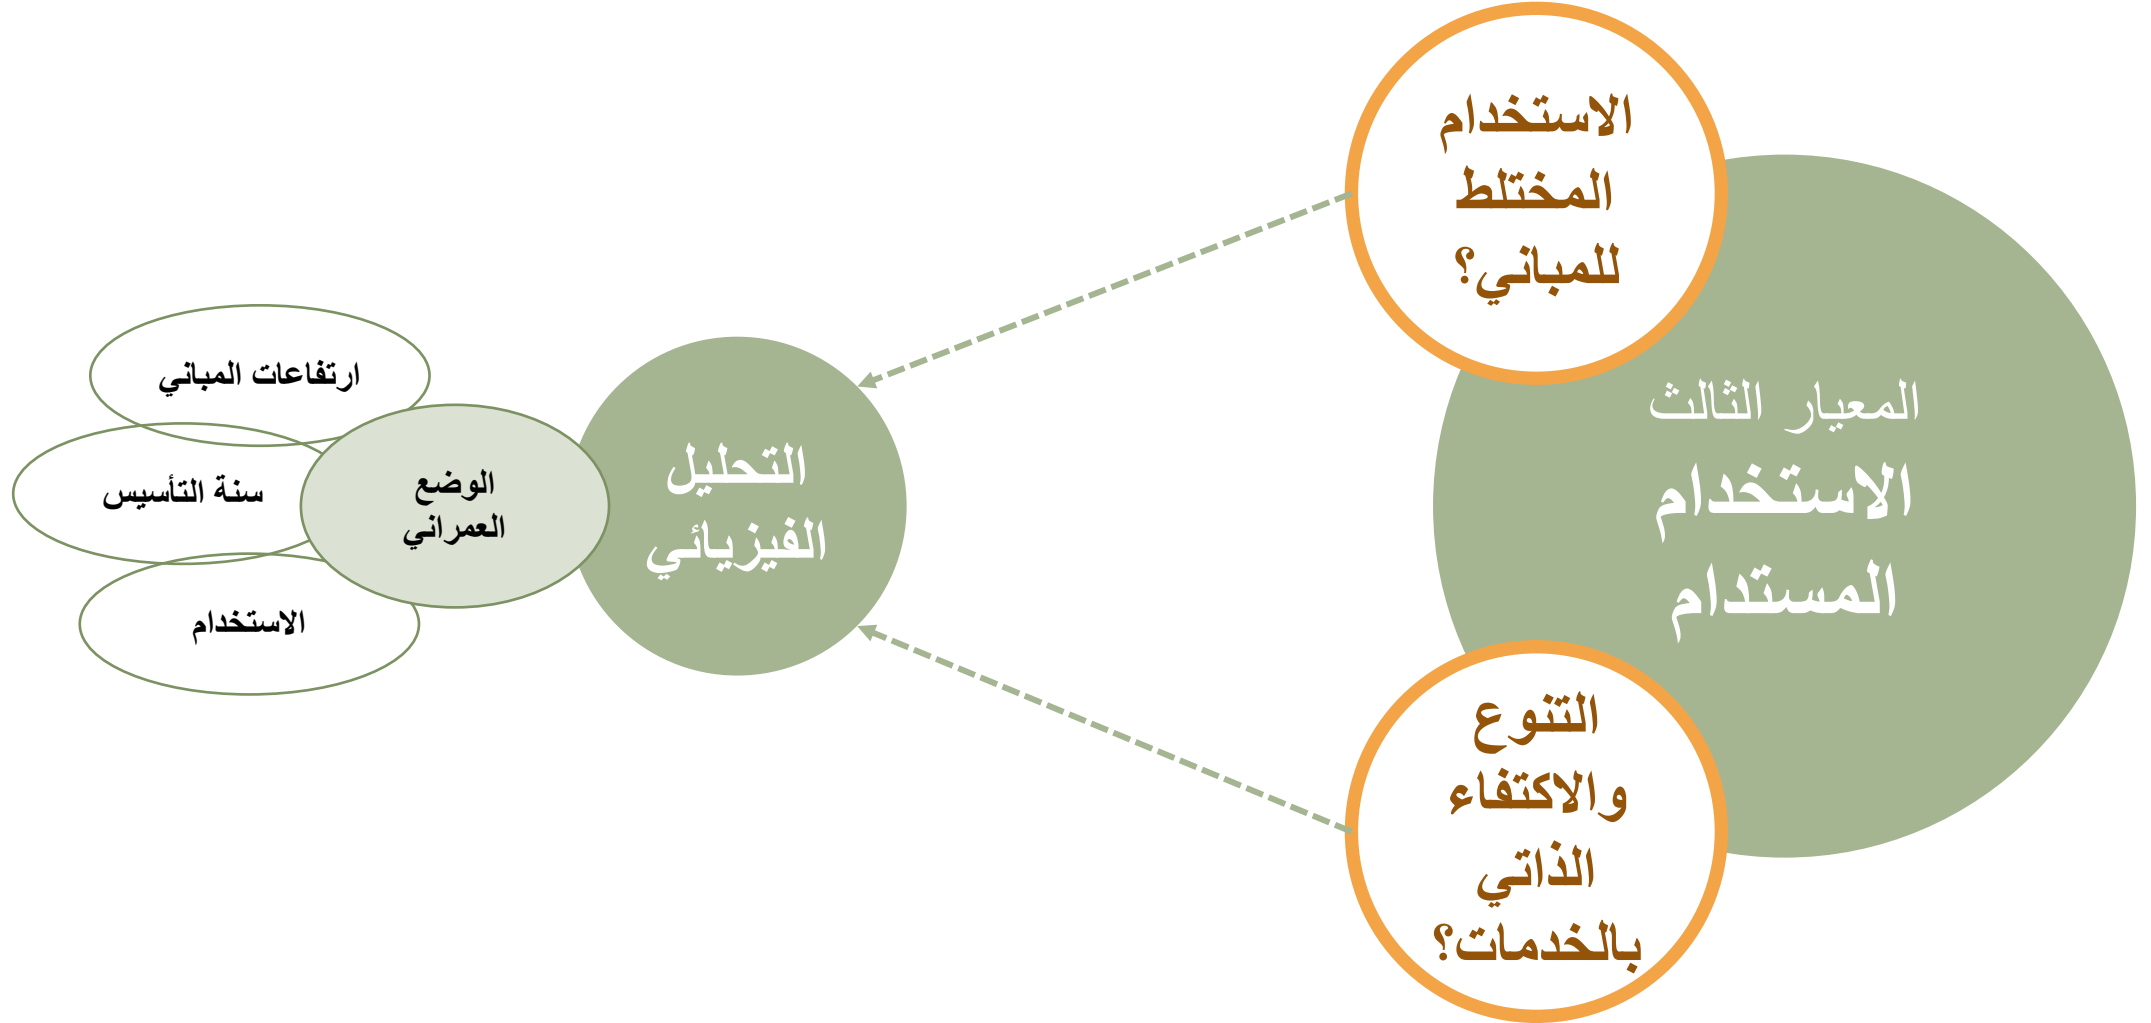 الاستخدام
المختلط
للمباني؟
المعيار الثالث
الاستخدام
المستدام
التنوع
والاكتفاء
الذاتي
بالخدمات؟
التحليل
الفيزيائي
الوضع
العمراني
ارتفاعات المباني
سنة التأسيس
الاستخدام